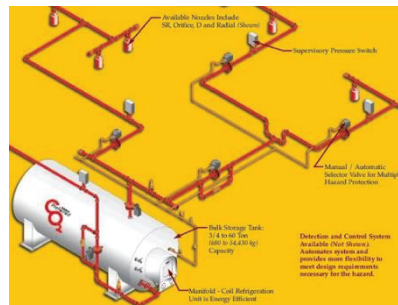 Available Nozzles Include
SR, Orifice, D and Radial (Shown)
Supervisory Pressure Switch
Manual / Automatic
Selector Valve for Multiple
Hazard Protection
CO2
Bulk Storage Tank:
3/4 to 60 Ton
(680 to 54,430 kg)
Capacity
Detection and Control System
Available (Not Shown).
Automates system and
provides more flexibility to
meet design requirements
necessary for the hazard.
Manifold - Coil Refrigeration
Unit is Energy Efficient